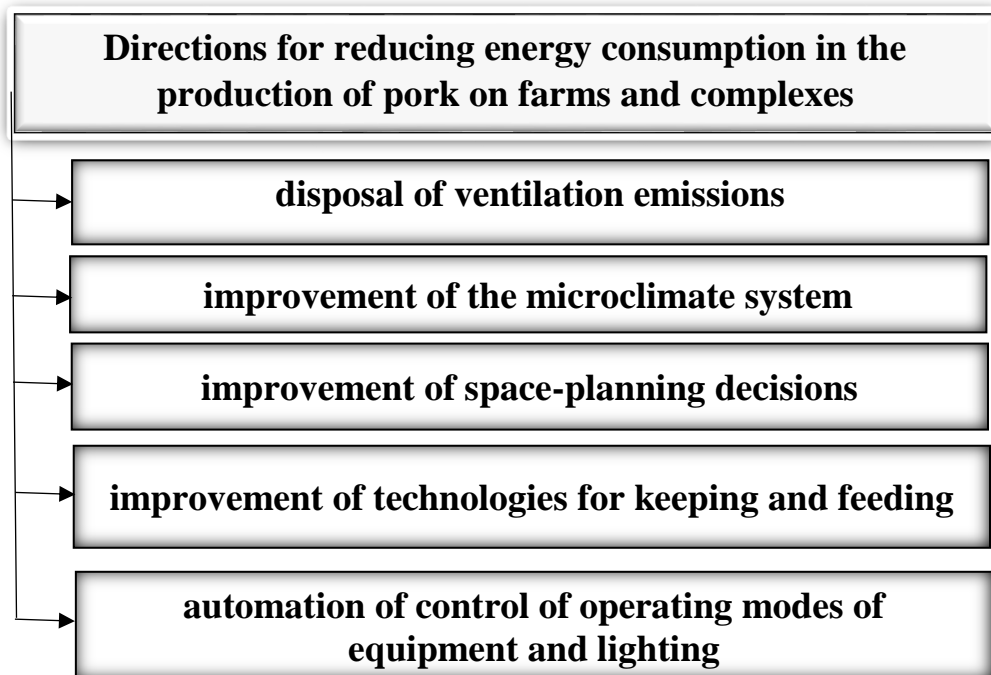 Directions for reducing energy consumption in the
production of pork on farms and complexes
disposal of ventilation emissions
improvement of the microclimate system
improvement of space-planning decisions
improvement of technologies for keeping and feeding
automation of control of operating modes of
equipment and lighting